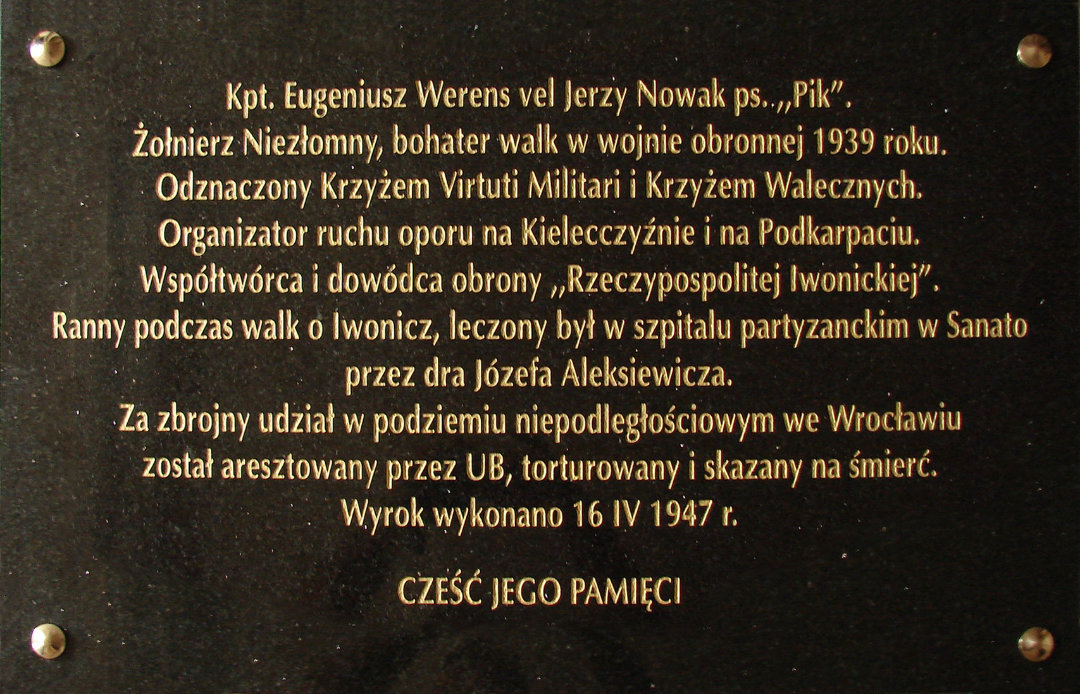 Kpt. Eugeniusz Werens vel Jerzy Nowak ps. „Pik”.
Żołnierz Niezłomny, bohater walk w wojnie obronnej 1939 roku.
Odznaczony Krzyżem Virtuti Militari i Krzyżem Walecznych.
Organizator ruchu oporu na Kielecczyźnie i na Podkarpaciu.
Współtwórca i dowódca obrony „Rzeczypospolitej Iwonickiej”.
Ranny podczas walk o Iwonicz, leczony był w szpitalu partyzanckim w Sanato
przez dra Józefa Aleksiewicza.
Za zbrojny udział w podziemiu niepodległościowym we Wrocławiu
został aresztowany przez UB, torturowany i skazany na śmierć.
Wyrok wykonano 16 IV 1947 r.
CZEŚĆ JEGO PAMIĘCI